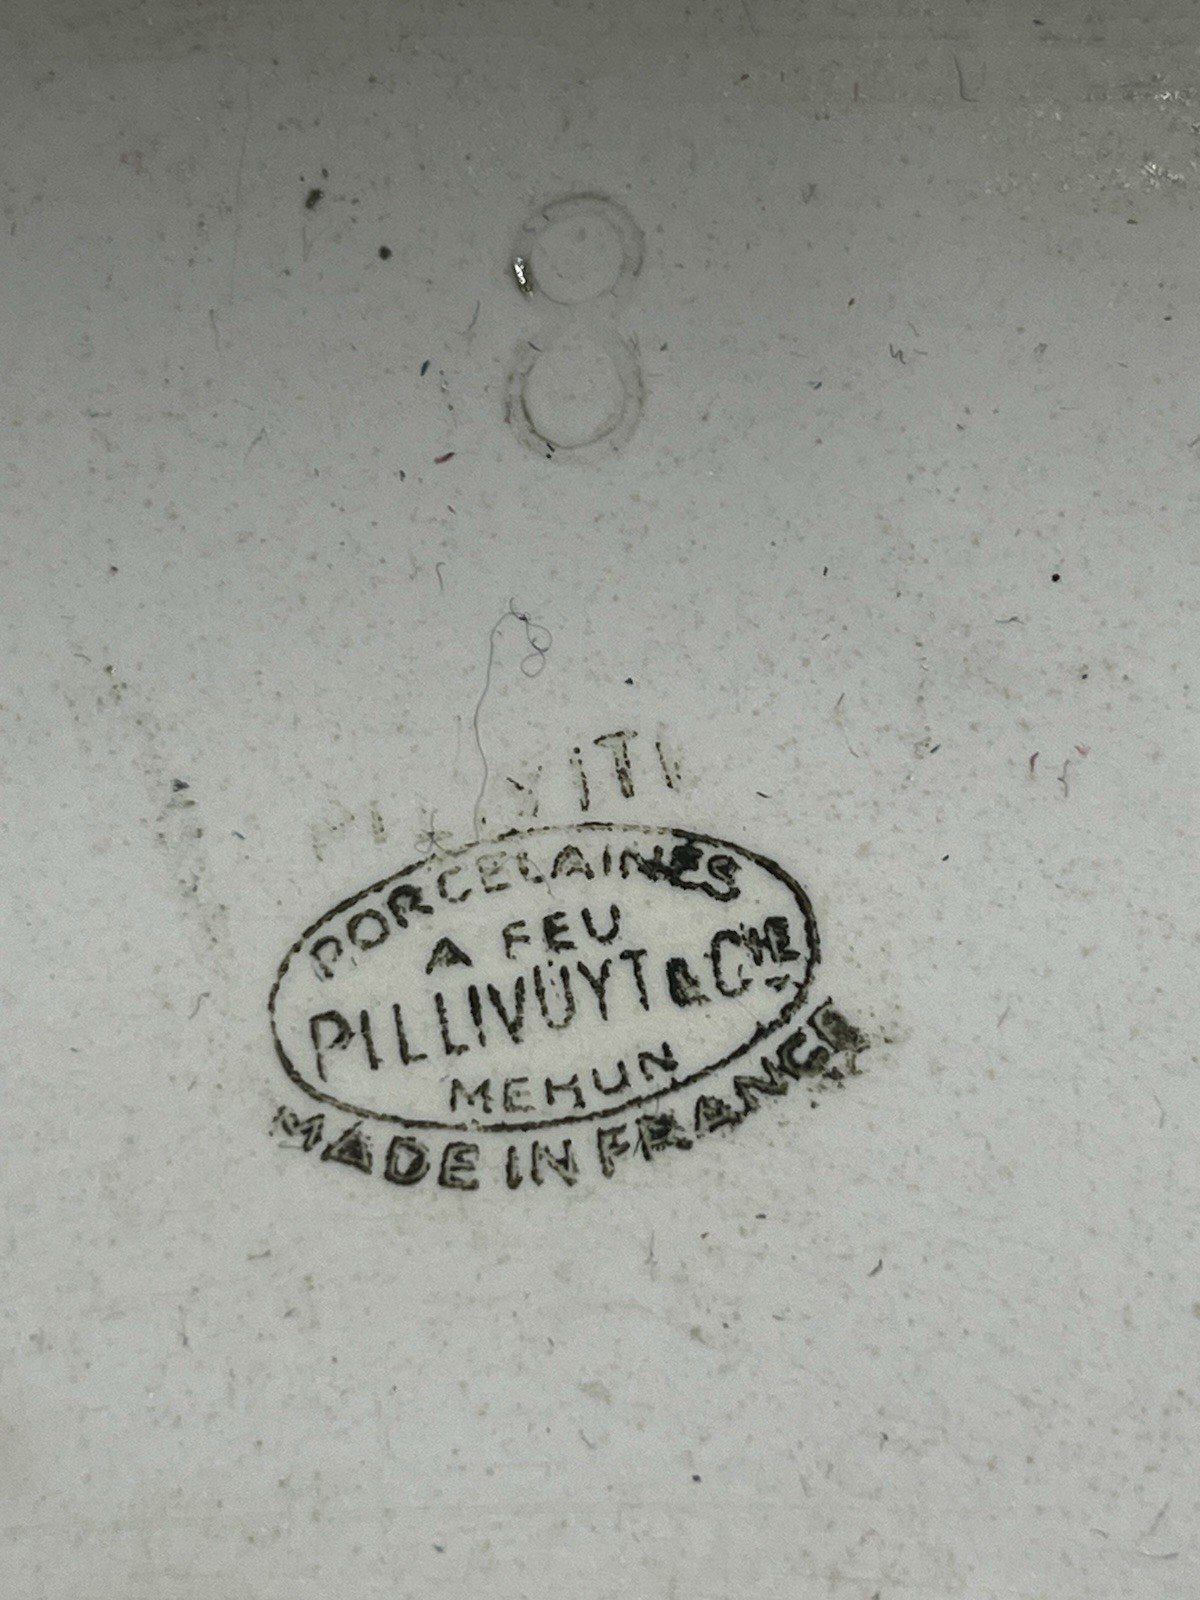 8
PORCELAINES
A FEU
PILLIVUYT & CIE
MEHUN
MADE IN FRANCE